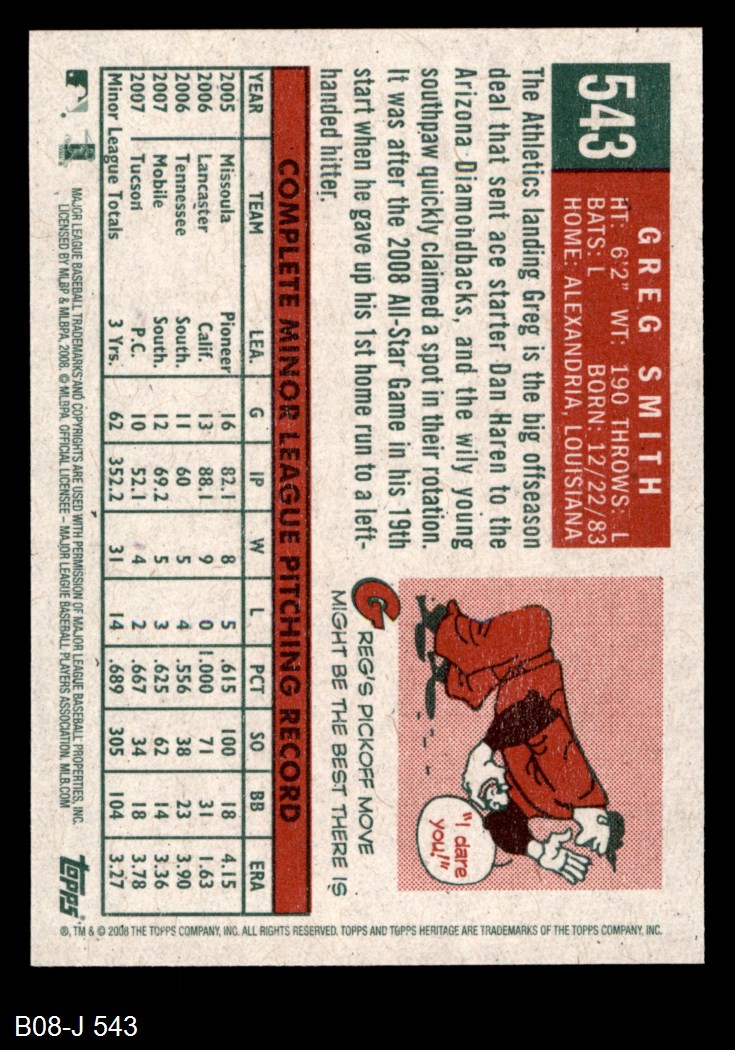 543
GREG SMITH
HT: 6'2" WT: 190 THROWS: L
BATS: L BORN: 12/22/83
HOME: ALEXANDRIA, LOUISIANA
The Athletics landing Greg is the big offseason
deal that sent ace starter Dan Haren to the
Arizona Diamondbacks, and the wily young
southpaw quickly claimed a spot in their rotation.
It was after the 2008 All-Star Game in his 19th
start when he gave up his 1st home run to a left-
handed hitter.
"I dare
you!"
GREG'S PICKOFF MOVE
MIGHT BE THE BEST THERE IS
COMPLETE MINOR LEAGUE PITCHING RECORD
YEAR TEAM LEA. G IP W L PCT SO BB ERA
2005 Missoula Pioneer 16 82.1 8 5 .615 100 18 4.15
2006 Lancaster Calif. 13 88.1 9 0 1.000 71 31 1.63
2006 Tennessee South. 11 60 5 4 .556 38 23 3.90
2007 Mobile South. 12 69.2 5 3 .625 62 14 3.36
2007 Tucson P.C. 10 52.1 4 2 .667 34 18 3.78
Minor League Totals 3 Yrs. 62 352.2 31 14 .689 305 104 3.27
MAJOR LEAGUE BASEBALL TRADEMARKS AND COPYRIGHTS ARE USED WITH PERMISSION OF MAJOR LEAGUE BASEBALL PROPERTIES, INC.
LICENSED BY MLBP & MLBPA, 2008. © MLBPA. OFFICIAL LICENSEE – MAJOR LEAGUE BASEBALL PLAYERS ASSOCIATION. MLB.COM
topps
®, TM & © 2008 THE TOPPS COMPANY, INC. ALL RIGHTS RESERVED. TOPPS AND TOPPS HERITAGE ARE TRADEMARKS OF THE TOPPS COMPANY, INC.
B08-J 543